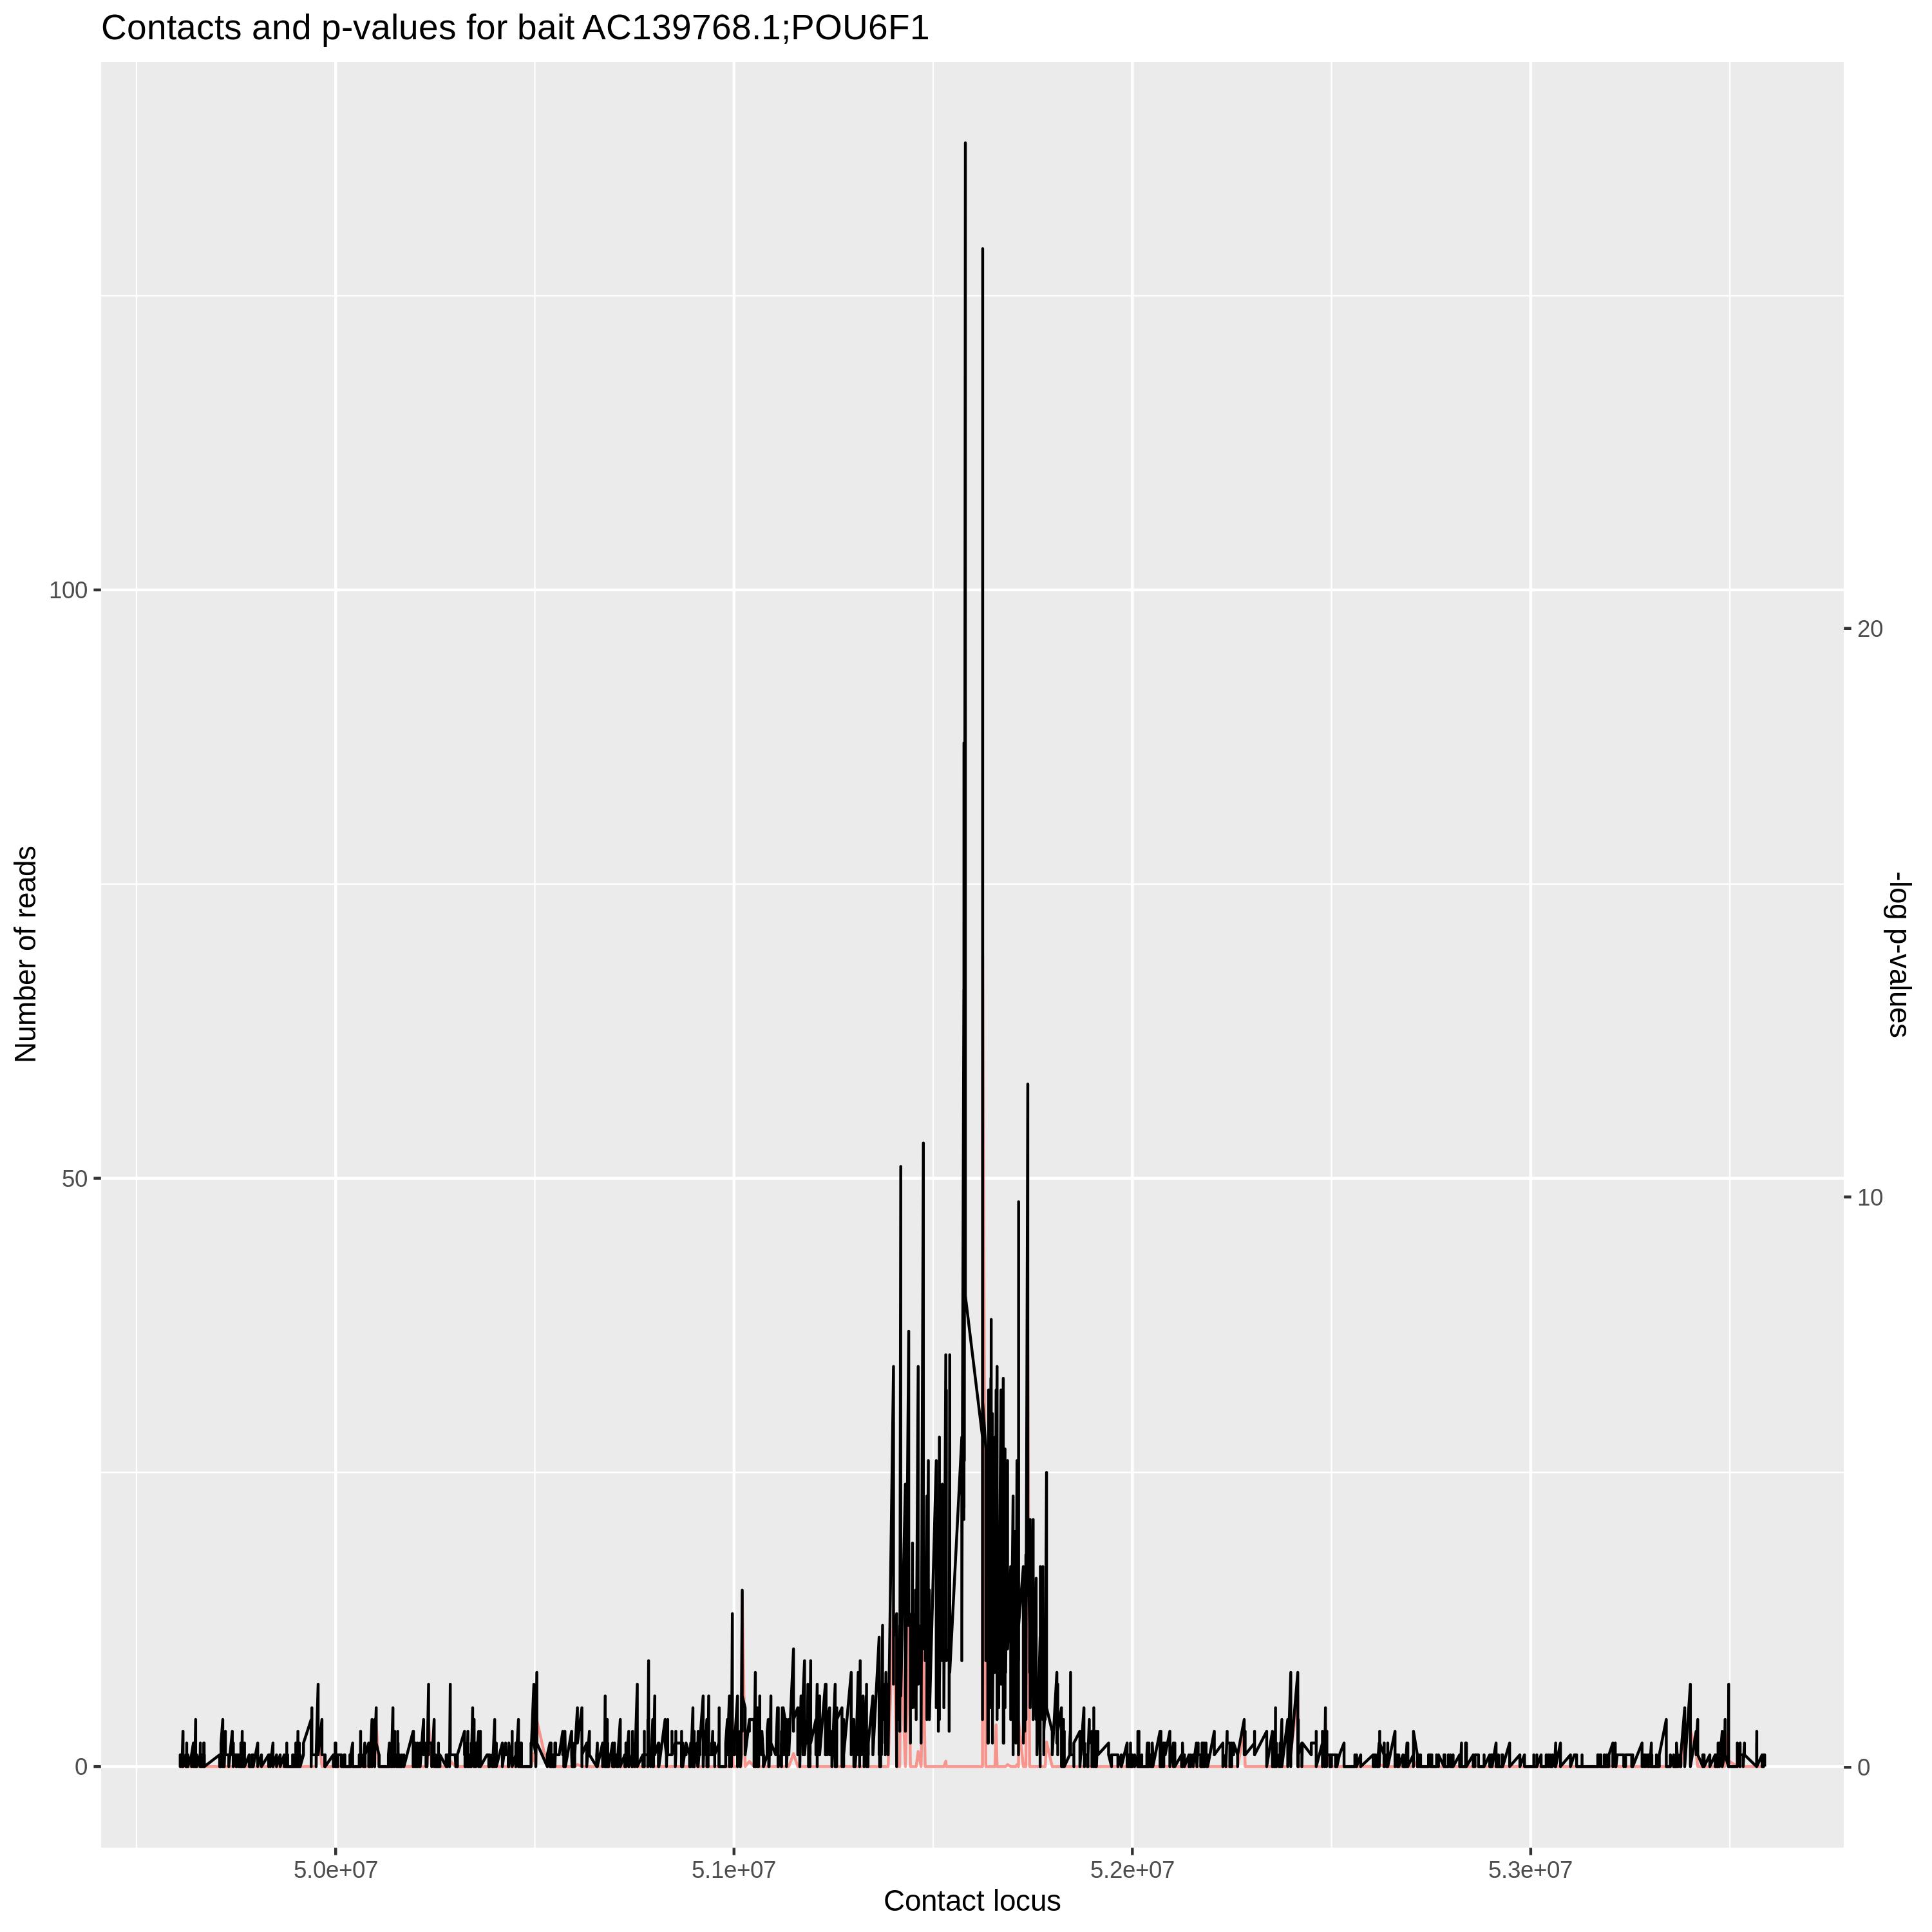 Contacts and p-values for bait AC139768.1;POU6F1
Number of reads
100
50
0
20
10
0
-log p-values
5.0e+07 5.1e+07 5.2e+07 5.3e+07
Contact locus